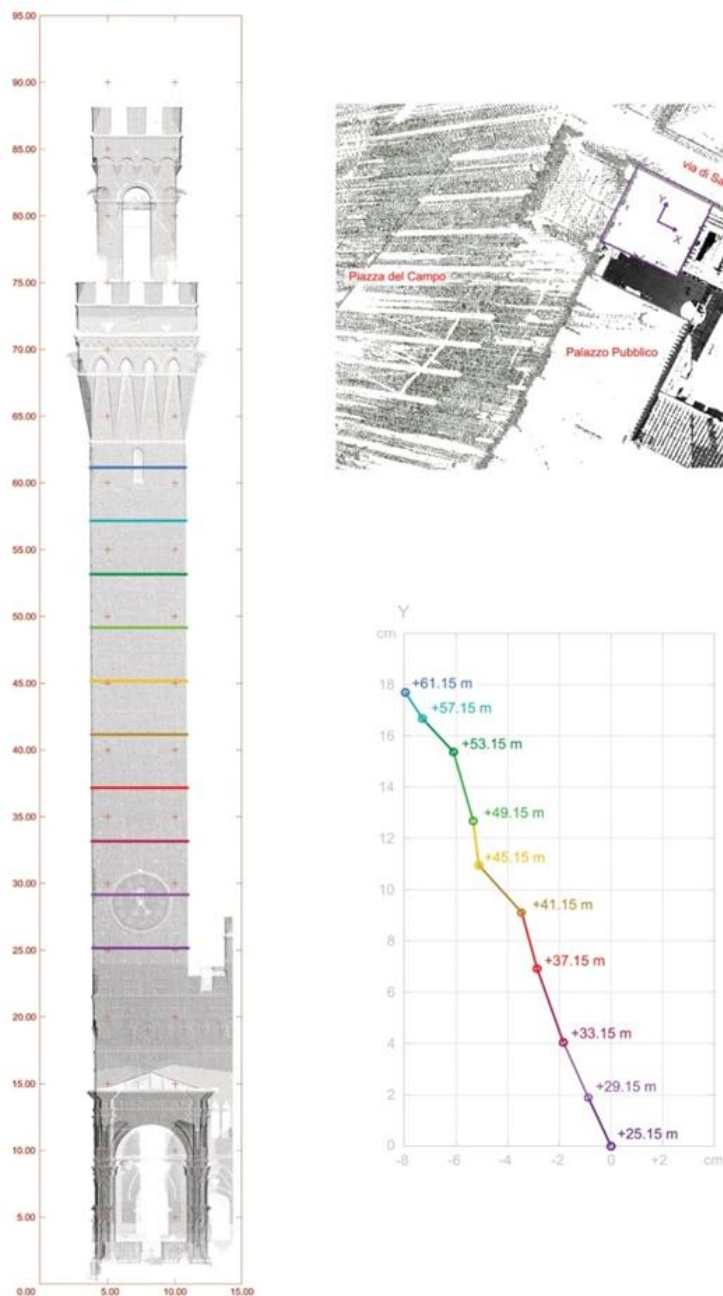 95.00
90.00
85.00
80.00
75.00
70.00
65.00
60.00
55.00
50.00
45.00
40.00
35.00
30.00
25.00
20.00
15.00
10.00
5.00
0.00 5.00 10.00 15.00
via di Sa
Y
X
Piazza del Campo
Palazzo Pubblico
Y
cm
18
16
14
12
10
8
6
4
2
0
+61.15 m
+57.15 m
+53.15 m
+49.15 m
+45.15 m
+41.15 m
+37.15 m
+33.15 m
+29.15 m
+25.15 m
-8 -6 -4 -2 0 +2 cm